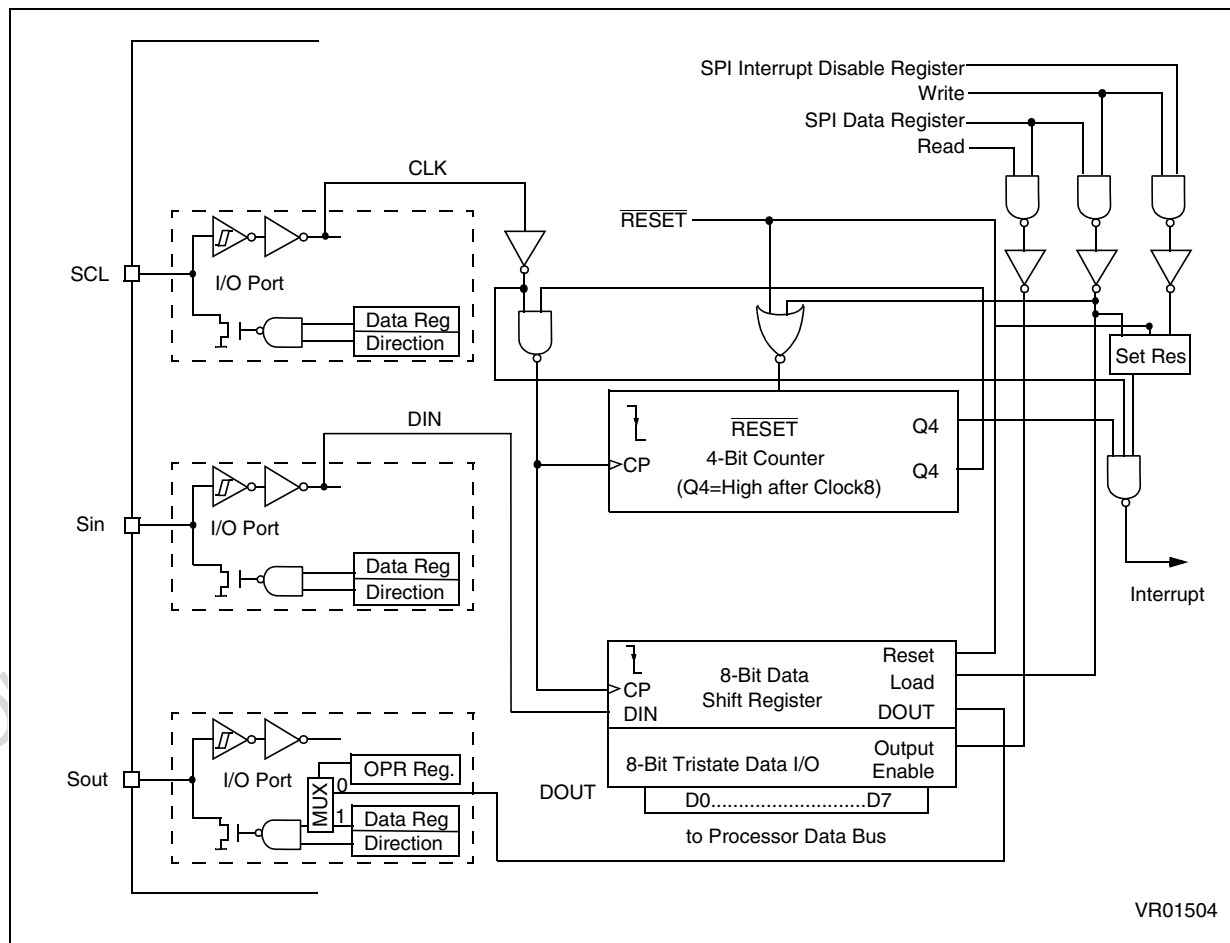 SPI Interrupt Disable Register
Write
SPI Data Register
Read
CLK
RESET
SCL
I/O Port
Data Reg
Direction
Set Res
DIN
RESET
Q4
4-Bit Counter
CP
Q4
(Q4=High after Clock8)
Sin
I/O Port
Data Reg
Direction
Interrupt
Reset
8-Bit Data
Load
CP
Shift Register
DIN
DOUT
Sout
I/O Port
OPR Reg.
MUX
0
1
Data Reg
Direction
8-Bit Tristate Data I/O
Output
Enable
DOUT
D0...........................D7
to Processor Data Bus
VR01504